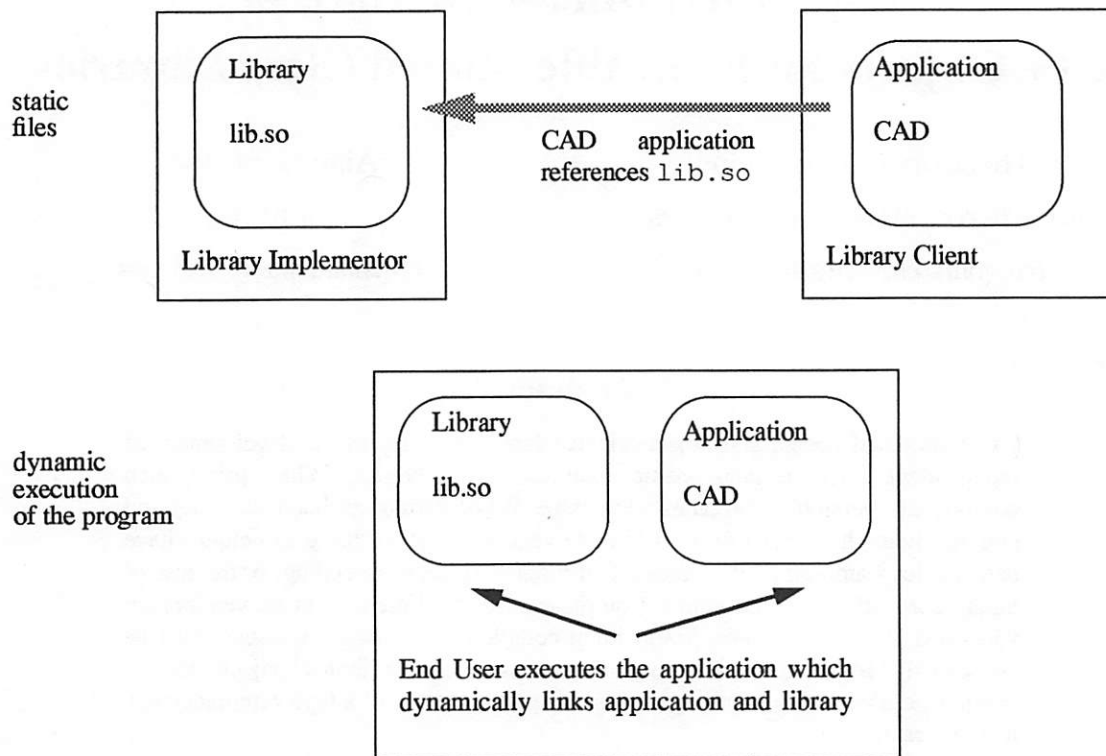 static
files
Library
lib.so
Library Implementor
CAD application
references lib.so
Application
CAD
Library Client
dynamic
execution
of the program
Library
lib.so
Application
CAD
End User executes the application which
dynamically links application and library